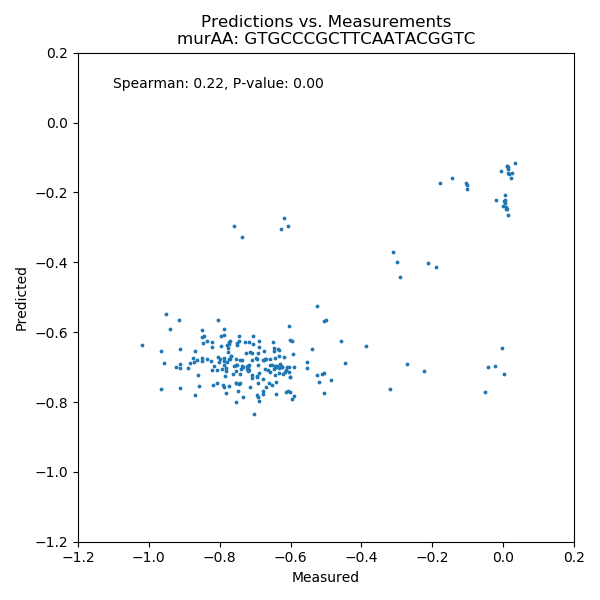 Predictions vs. Measurements
murAA: GTGCCCGCTTCAATACGGTC
Spearman: 0.22, P-value: 0.00
0.2
0.0
−0.2
−0.4
−0.6
−0.8
−1.0
−1.2
Predicted
−1.2 −1.0 −0.8 −0.6 −0.4 −0.2 0.0 0.2
Measured